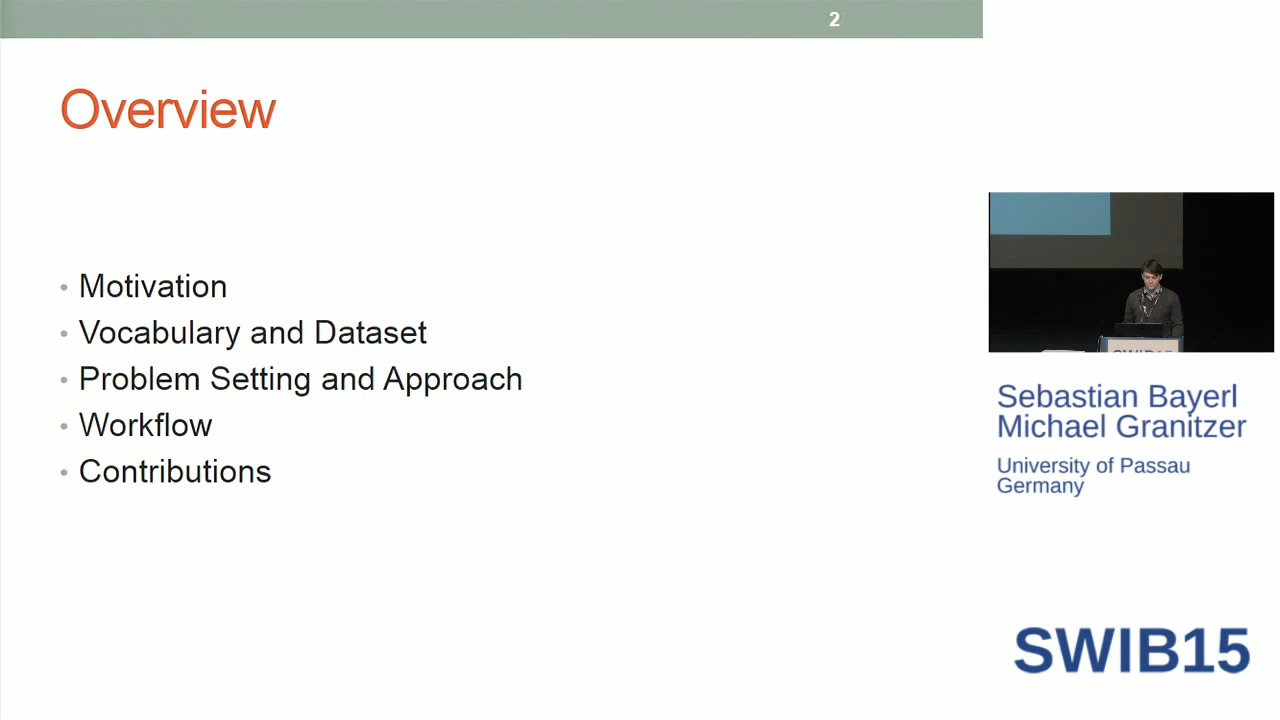 2
Overview
Motivation
Vocabulary and Dataset
Problem Setting and Approach
Workflow
Contributions
SWIB15
Sebastian Bayerl
Michael Granitzer
University of Passau
Germany
SWIB15